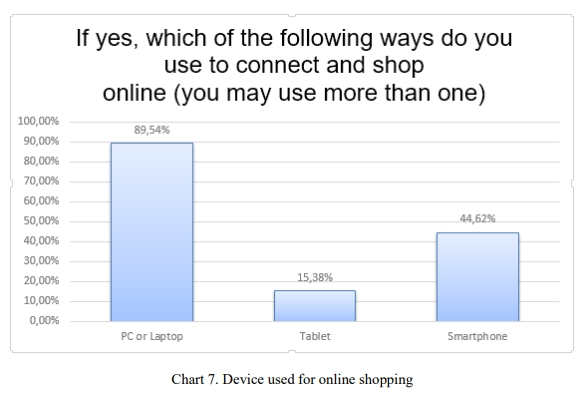 If yes, which of the following ways do you
use to connect and shop
online (you may use more than one)
100,00%
90,00%
80,00%
70,00%
60,00%
50,00%
40,00%
30,00%
20,00%
10,00%
0,00%
89,54%
15,38%
44,62%
PC or Laptop
Tablet
Smartphone
Chart 7. Device used for online shopping